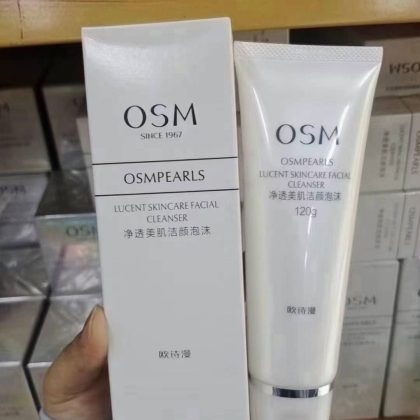 OSM
SINCE 1967
OSMPEARLS
LUCENT SKINCARE FACIAL
CLEANSER
净透美肌洁颜泡沫
欧诗漫
OSM
OSMPEARLS
LUCENT SKINCARE FACIAL
CLEANSER
净透美肌洁颜泡沫
120g
欧诗漫
OSM